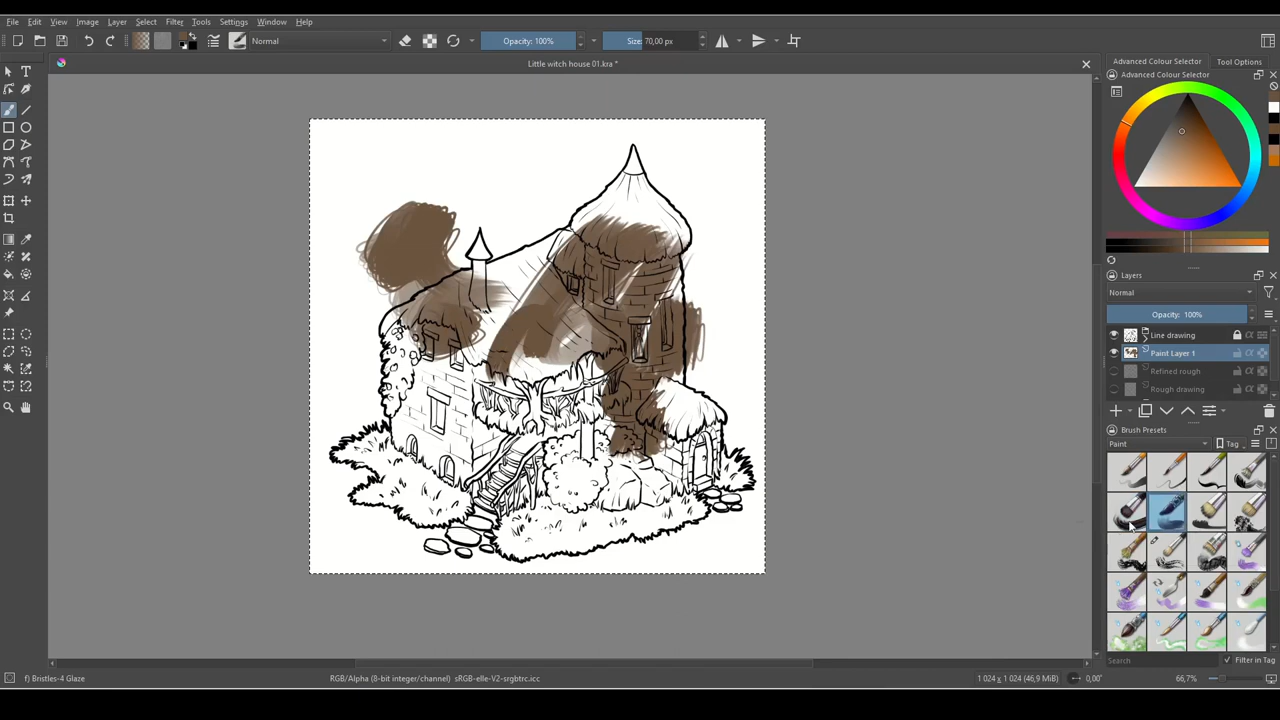 File Edit View Image Layer Select Filter Tools Settings Window Help
Normal Opacity: 100% Size: 70,00 px
Little witch house 01.kra *
Advanced Colour Selector Tool Options
Advanced Colour Selector
Layers
Normal
Opacity: 100%
Line drawing
Paint Layer 1
Refined rough
Rough drawing
Brush Presets
Paint Tag
Search Filter in Tag
f) Bristles-4 Glaze RGB/Alpha (8-bit integer/channel) sRGB-elle-V2-srgbtrc.icc 1 024 x 1 024 (46,9 MiB) 0,00° 66,7%